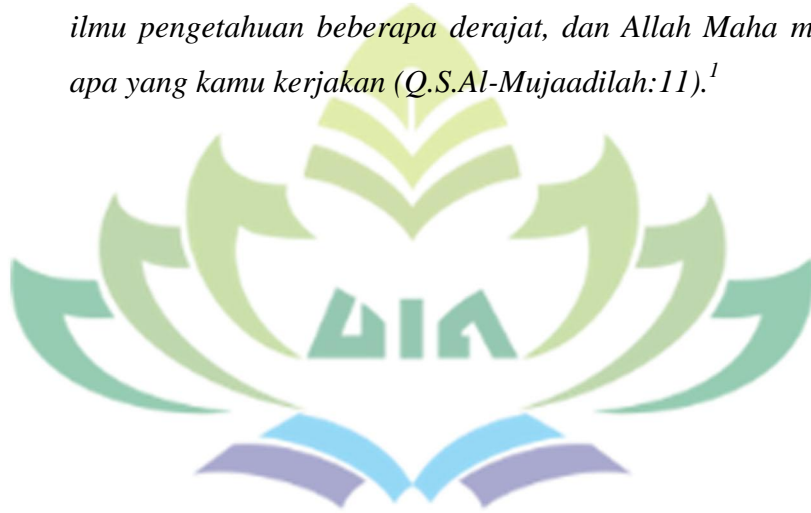 ilmu pengetahuan beberapa derajat, dan Allah Maha m
apa yang kamu kerjakan (Q.S.Al-Mujaadilah:11).¹